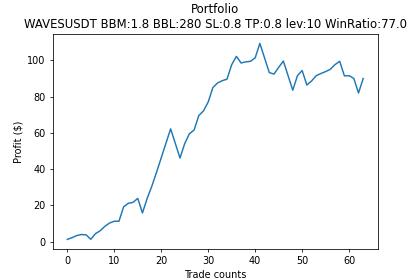 Portfolio
WAVESUSDT BBM:1.8 BBL:280 SL:0.8 TP:0.8 lev:10 WinRatio:77.0
100
80
60
40
20
0
Profit ($)
0 10 20 30 40 50 60
Trade counts